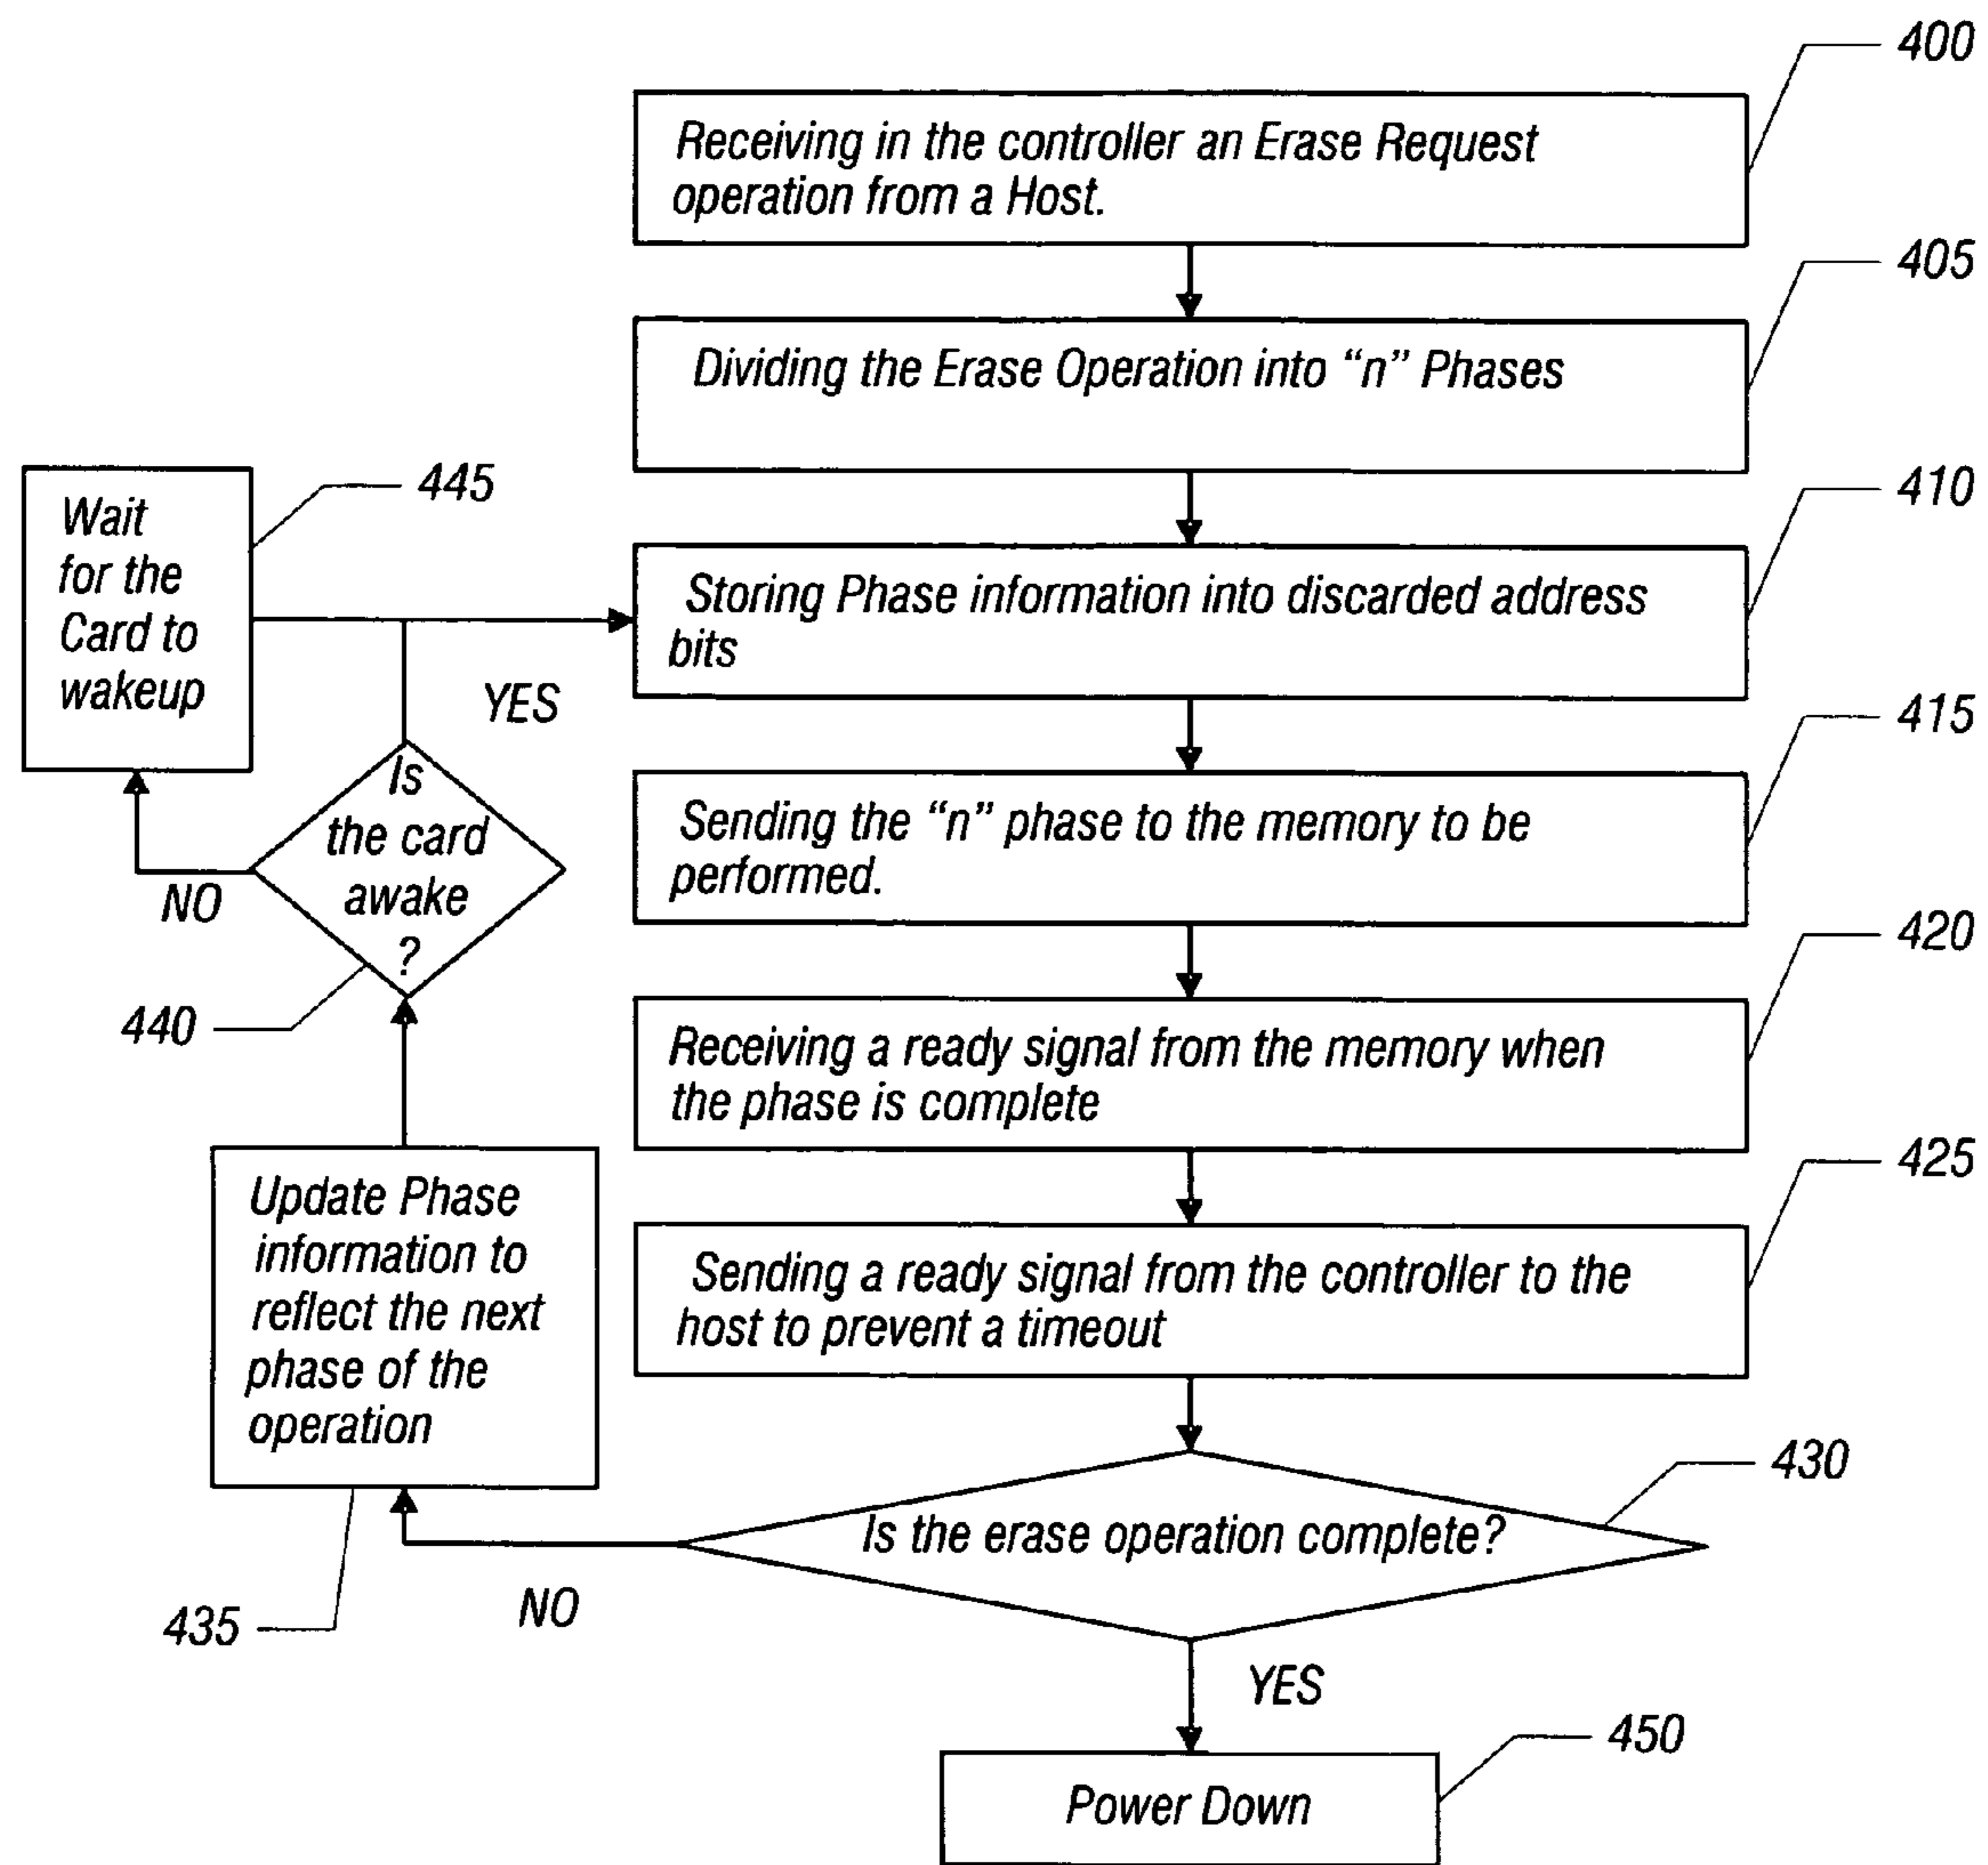 400
Receiving in the controller an Erase Request
operation from a Host.
405
Dividing the Erase Operation into “n” Phases
410
Storing Phase information into discarded address
bits
415
Sending the “n” phase to the memory to be
performed.
420
Receiving a ready signal from the memory when
the phase is complete
425
Sending a ready signal from the controller to the
host to prevent a timeout
430
Is the erase operation complete?
NO
YES
435
Update Phase
information to
reflect the next
phase of the
operation
440
Is
the card
awake
?
NO
YES
445
Wait
for the
Card to
wakeup
450
Power Down